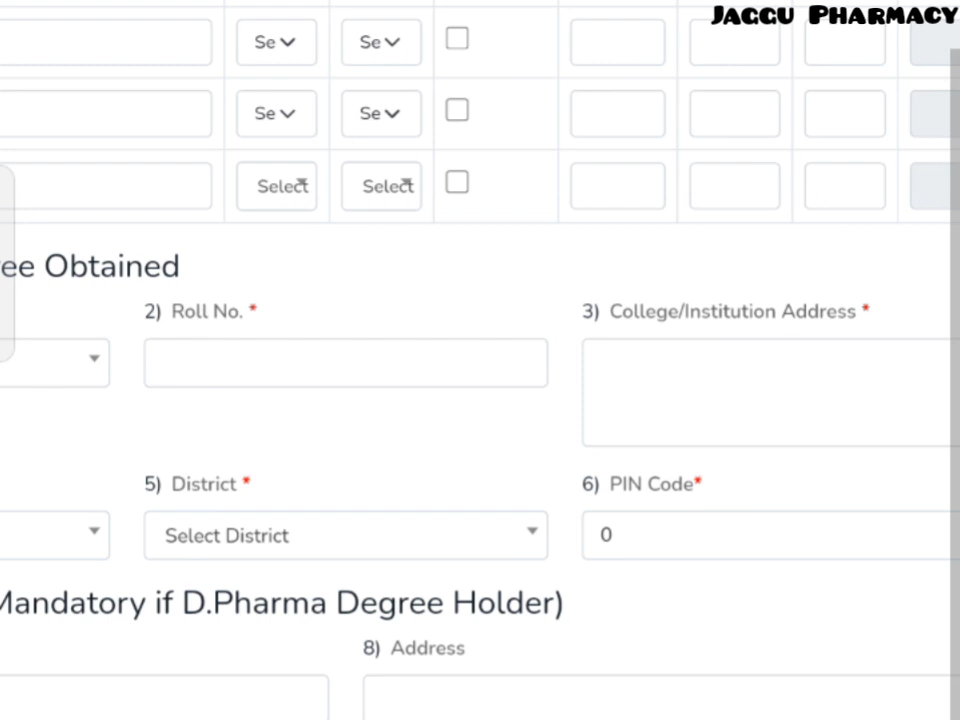 JAGGU PHARMACY
Se Se
Se Se
Select Select
ree Obtained
2) Roll No. * 3) College/Institution Address *
5) District * 6) PIN Code*
Select District 0
Mandatory if D.Pharma Degree Holder)
8) Address